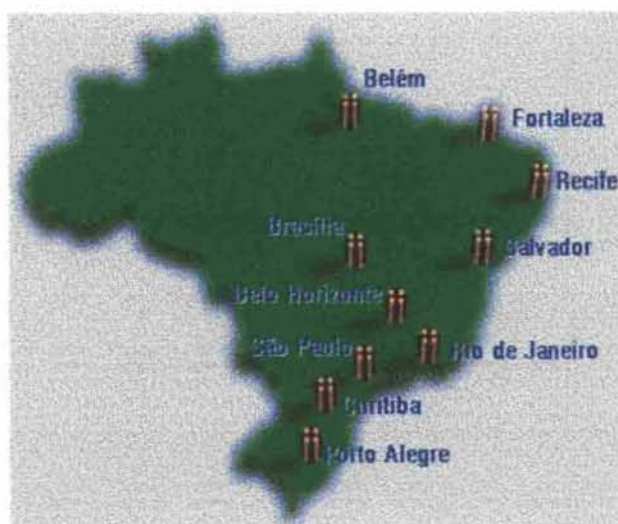 Belém
Fortaleza
Recife
Brasília
Salvador
Belo Horizonte
São Paulo
Rio de Janeiro
Curitiba
Porto Alegre